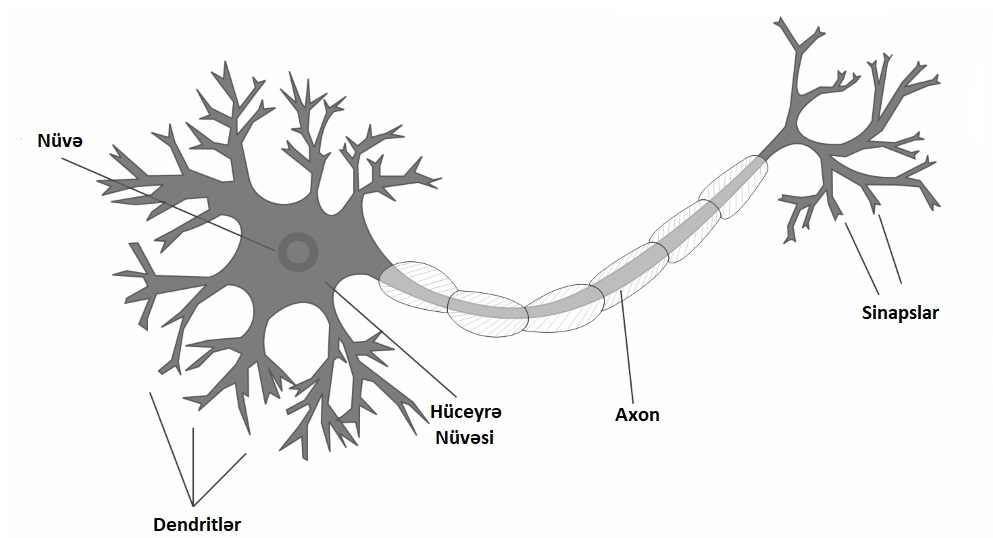 Nüvə
Sinapslar
Hüceyrə
Nüvəsi
Axon
Dendritlər